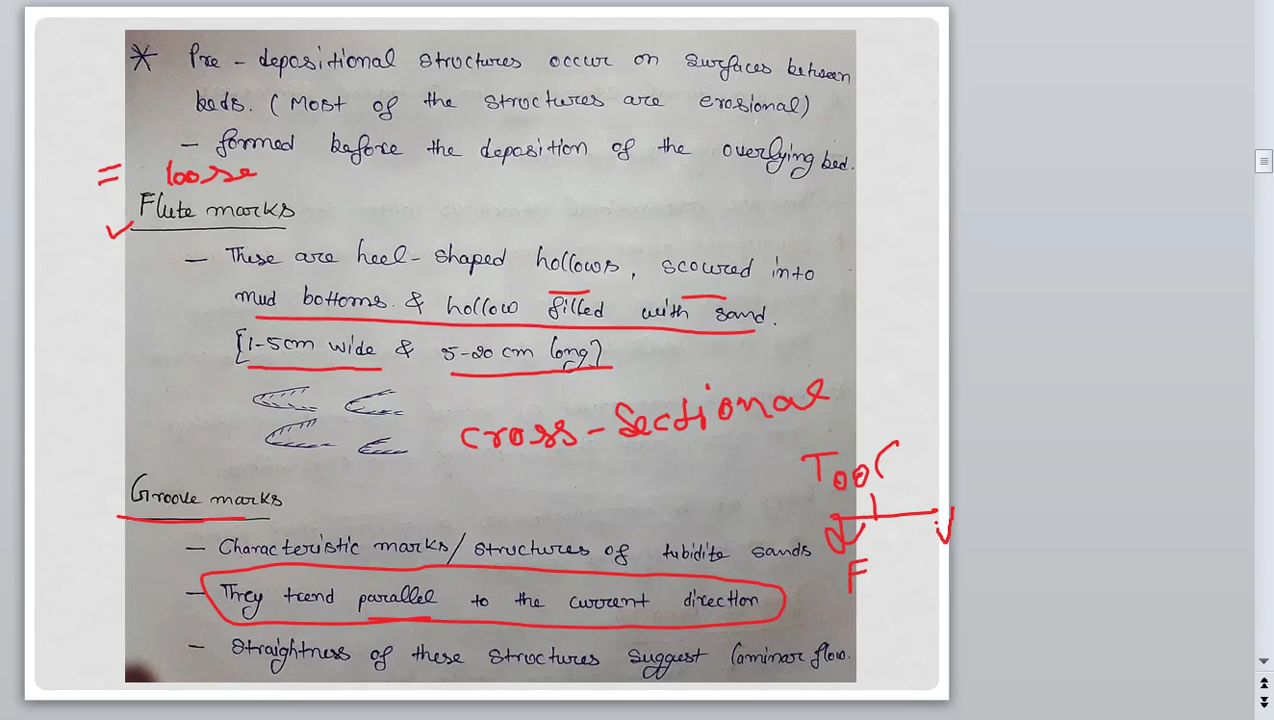 * Pre-depositional structures occur on surfaces between
beds. (Most of the structures are erosional)
- formed before the deposition of the overlying bed.
= loose
Flute marks
- These are heel-shaped hollows, scoured into
mud bottoms. & hollow filled with sand.
[1-5cm wide & 5-20 cm long]
cross-Sectional
Tool
F
Groove marks
- Characteristic marks/structures of tubidite sands
- They trend parallel to the current direction
- Straightness of these structures suggest laminar flow.